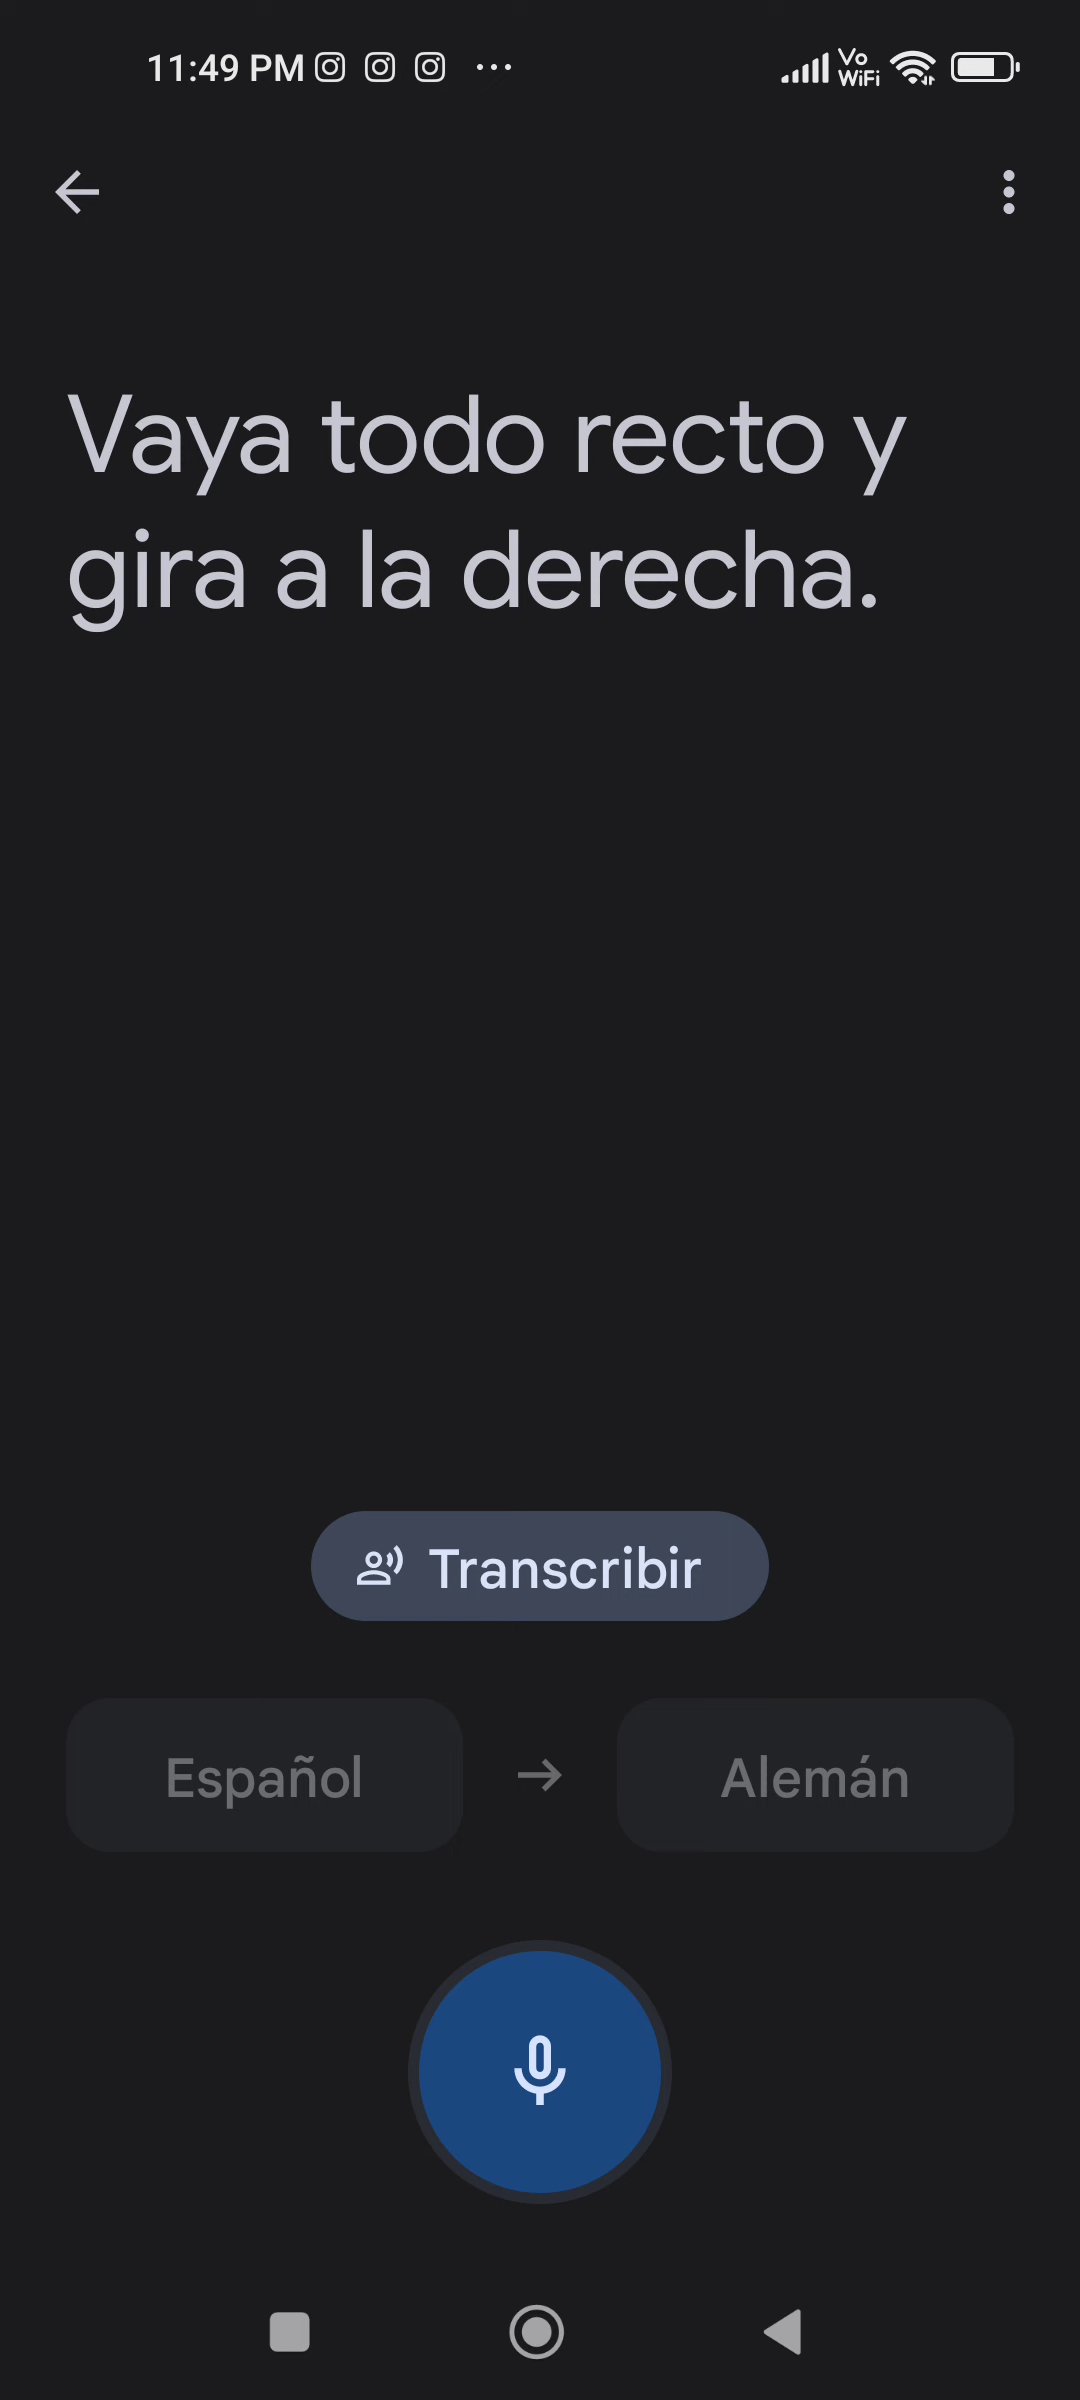 11:49 PM
Vo
WiFi
Vaya todo recto y
gira a la derecha.
Transcribir
Español
Alemán